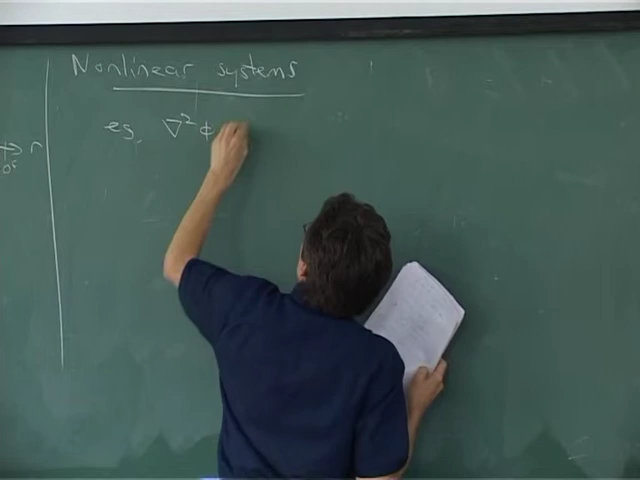 Nonlinear systems
eg. ∇²φ
r